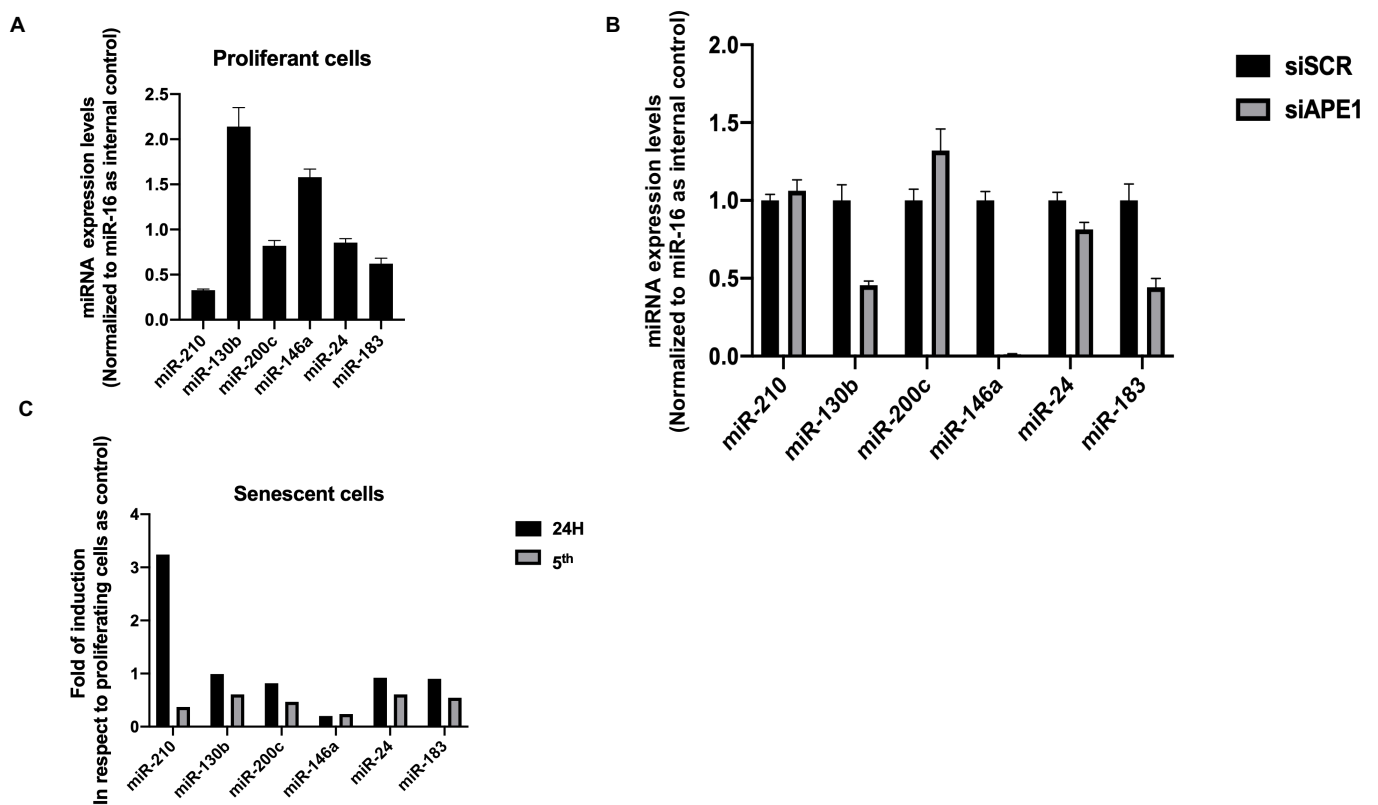 A
Proliferant cells
miRNA  expression levels
(Normalized to miR-16 as internal control)
2.5
2.0
1.5
1.0
0.5
0.0
miR-210
miR-130b
miR-200c
miR-146a
miR-24
miR-183
B
miRNA expression levels
(Normalized to miR-16 as internal control)
2.0
1.5
1.0
0.5
0.0
miR-210
miR-130b
miR-200c
miR-146a
miR-24
miR-183
siSCR
siAPE1
C
Senescent cells
Fold of induction
In respect to proliferating cells as control)
4
3
2
1
0
miR-210
miR-130b
miR-200c
miR-146a
miR-24
miR-183
24H
5th